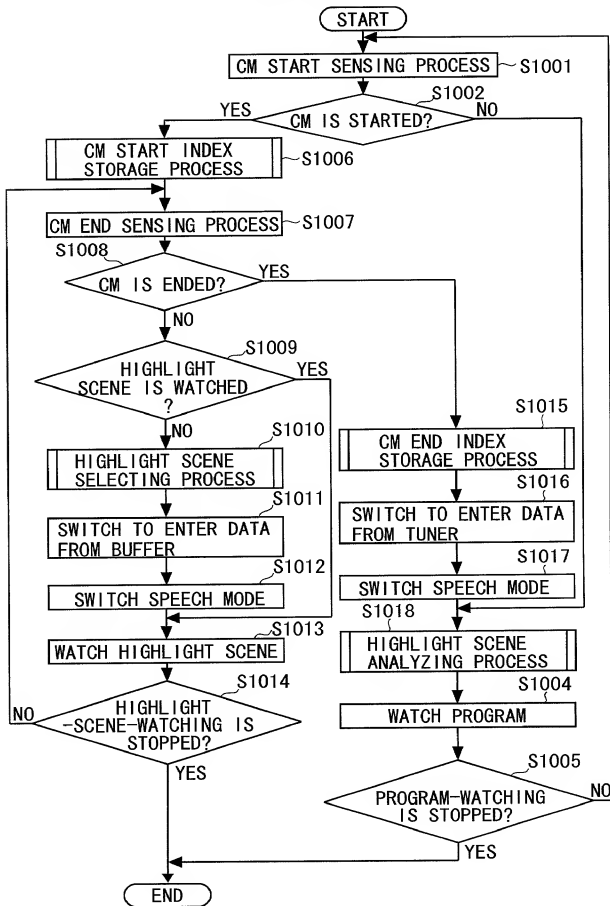 START
CM START SENSING PROCESS
S1001
S1002
YES
CM IS STARTED?
NO
CM START INDEX
STORAGE PROCESS
S1006
CM END SENSING PROCESS
S1007
S1008
CM IS ENDED?
YES
NO
S1009
HIGHLIGHT
SCENE IS WATCHED
?
YES
NO
S1010
HIGHLIGHT SCENE
SELECTING PROCESS
S1011
SWITCH TO ENTER DATA
FROM BUFFER
S1012
SWITCH SPEECH MODE
S1013
WATCH HIGHLIGHT SCENE
S1014
HIGHLIGHT
-SCENE-WATCHING IS
STOPPED?
NO
YES
S1015
CM END INDEX
STORAGE PROCESS
S1016
SWITCH TO ENTER DATA
FROM TUNER
S1017
SWITCH SPEECH MODE
S1018
HIGHLIGHT SCENE
ANALYZING PROCESS
S1004
WATCH PROGRAM
S1005
PROGRAM-WATCHING
IS STOPPED?
NO
YES
END